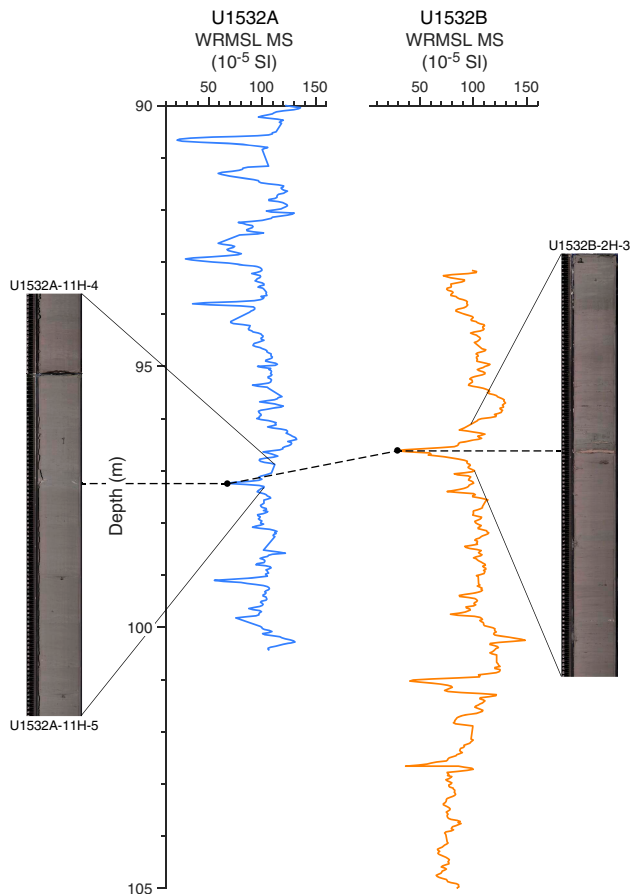 U1532A
WRMSL MS
(10-5 SI)
50 100 150
U1532B
WRMSL MS
(10-5 SI)
50 100 150
90
U1532B-2H-3
U1532A-11H-4
95
Depth (m)
100
U1532A-11H-5
105